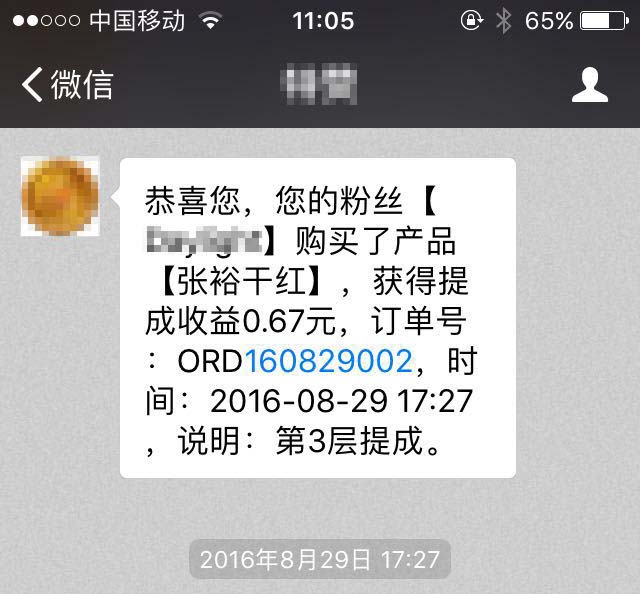 中国移动 11:05 65%
微信
恭喜您，您的粉丝【
】购买了产品
【张裕干红】，获得提
成收益0.67元，订单号
：ORD160829002，时
间：2016-08-29 17:27
，说明：第3层提成。
2016年8月29日 17:27